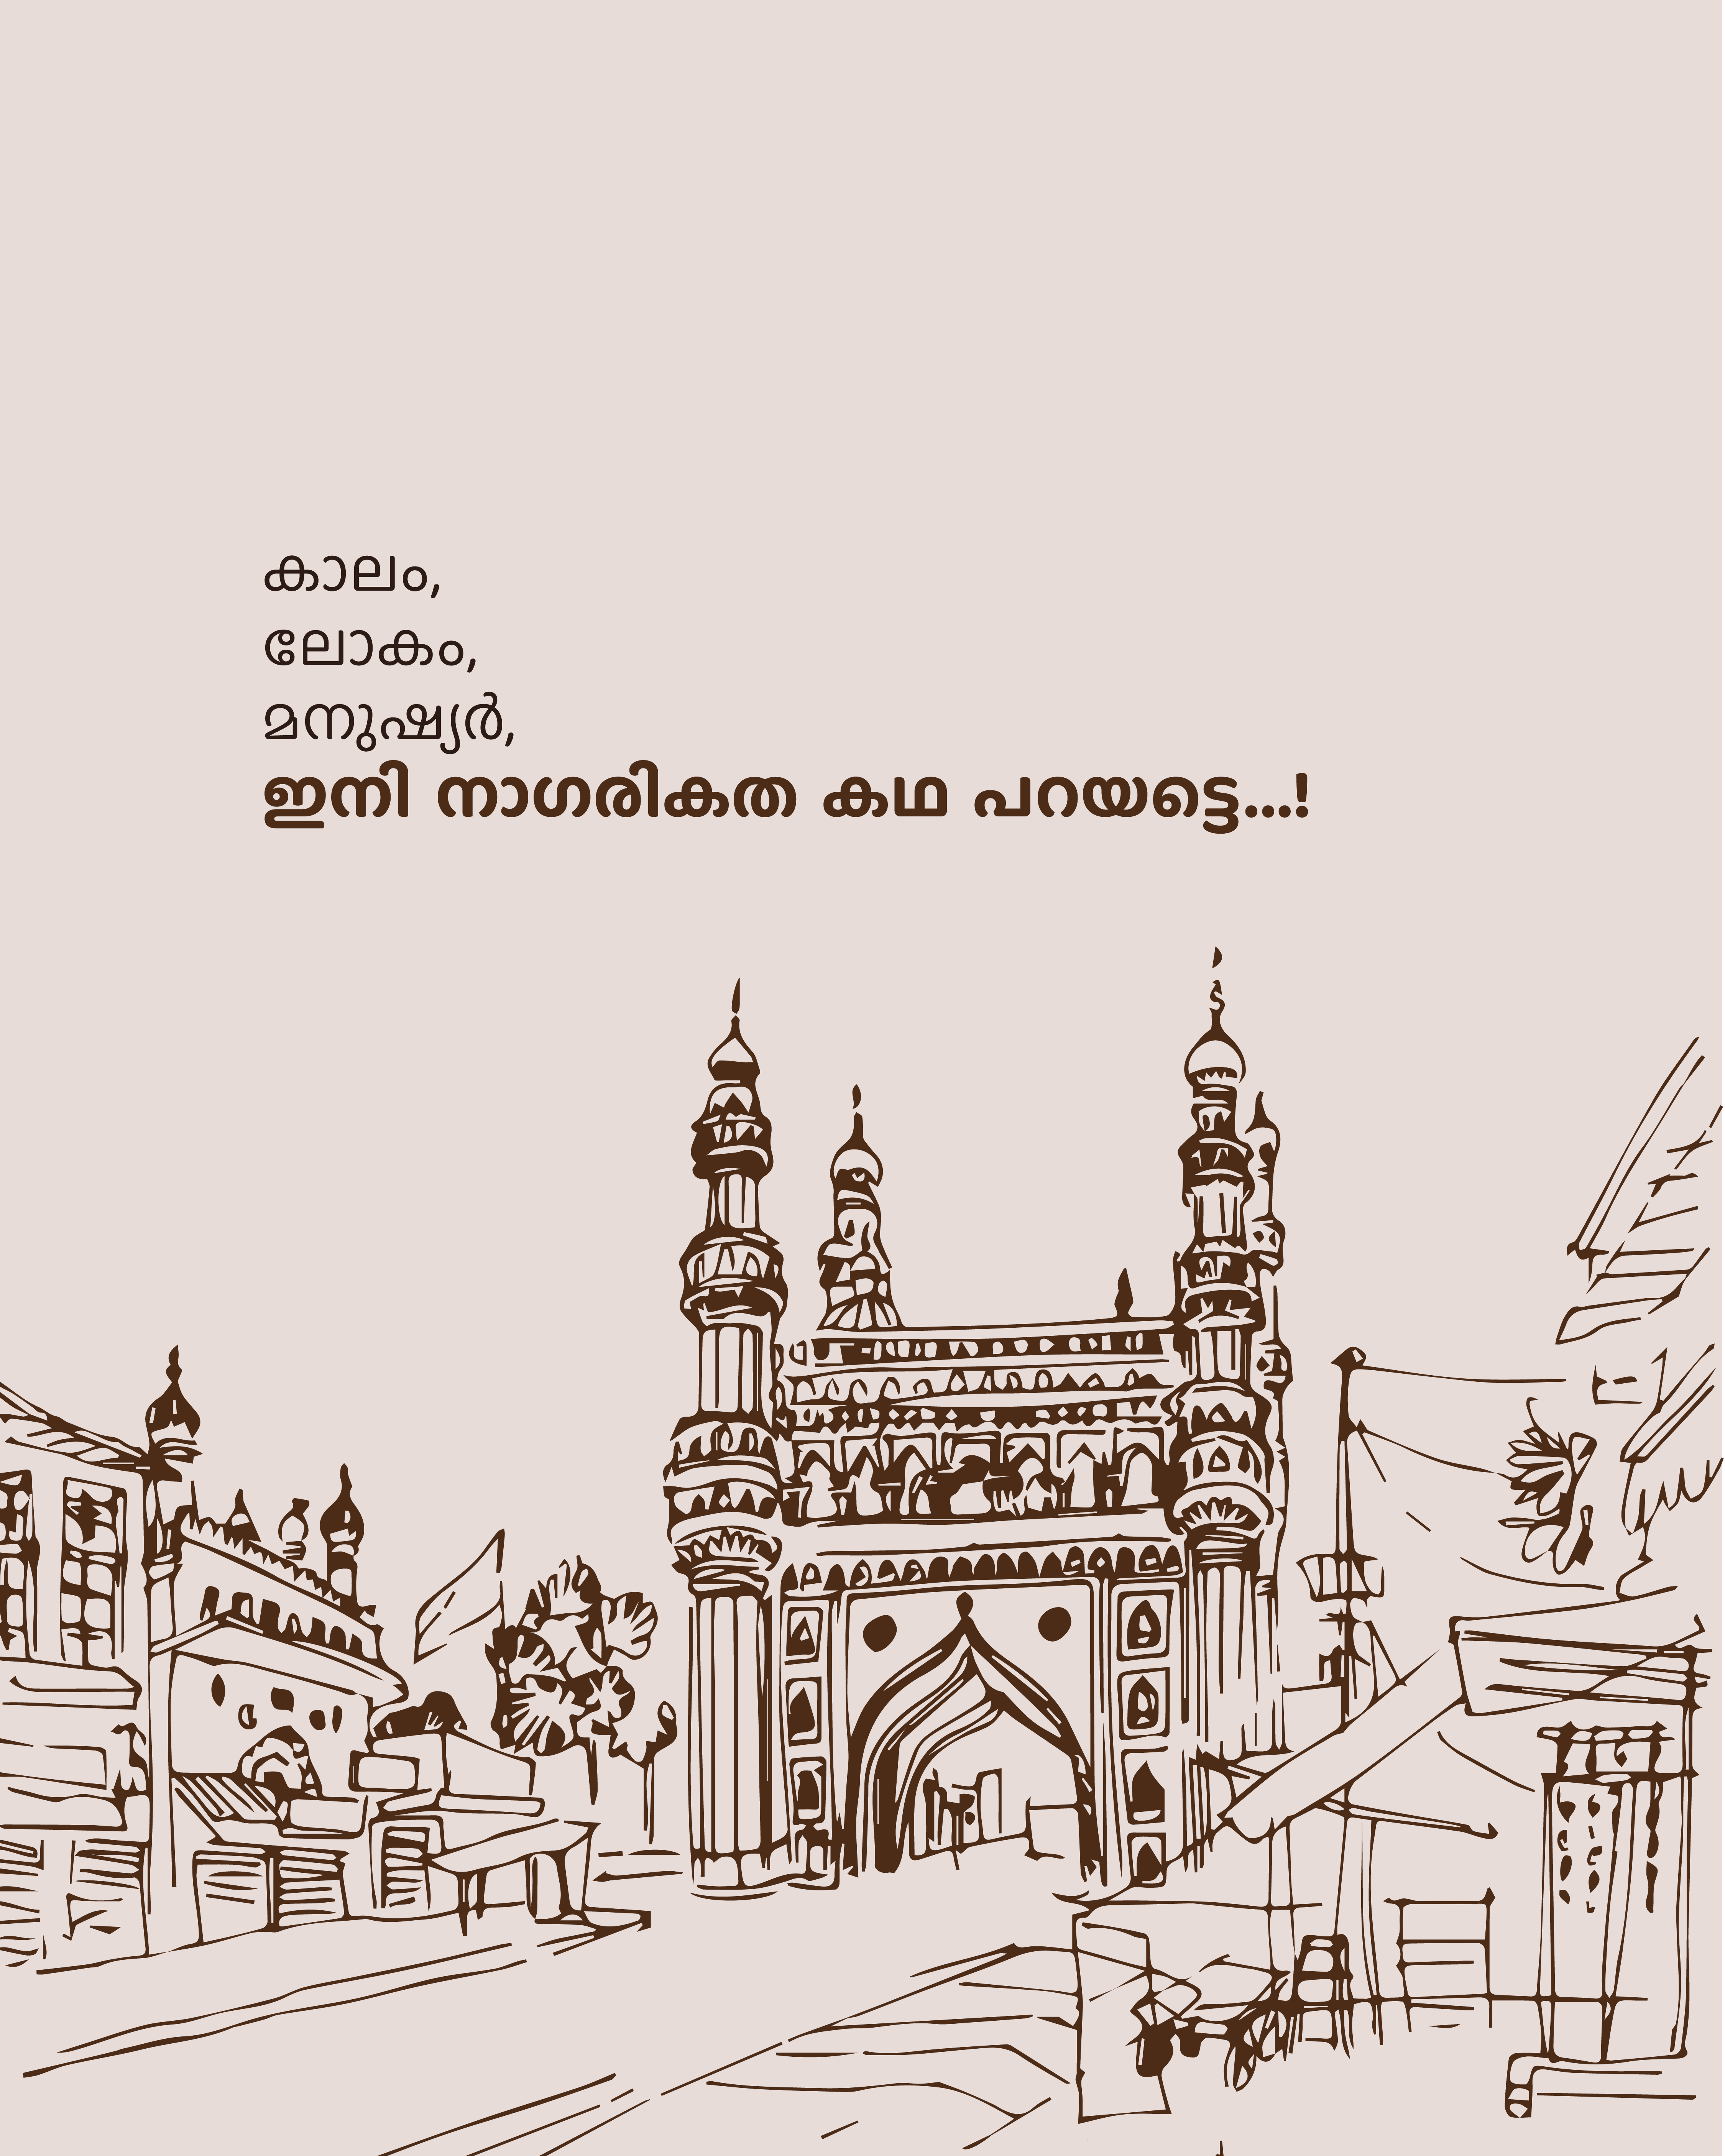 കാലം,
ലോകം,
മനുഷ്യർ,
ഇനി നാഗരികത കഥ പറയട്ടെ...!